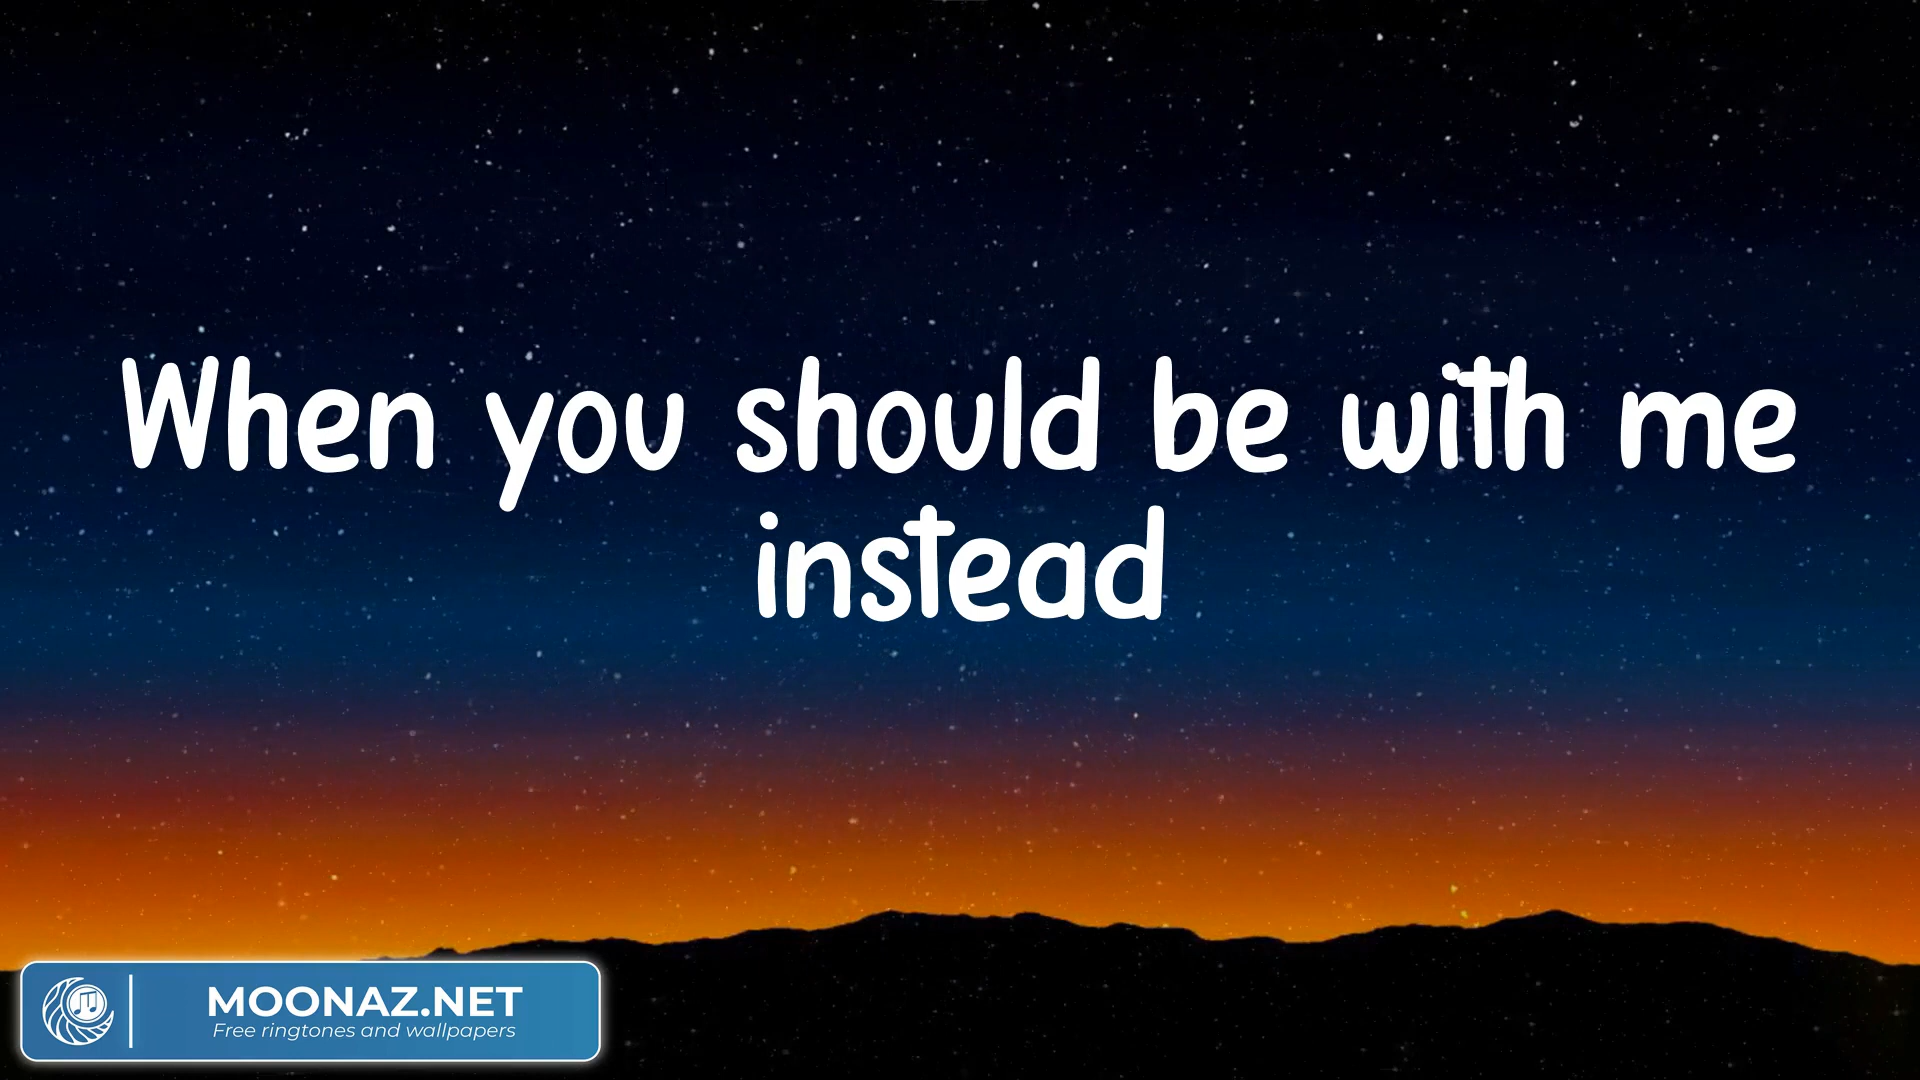 When you should be with me
instead
MOONAZ.NET
Free ringtones and wallpapers